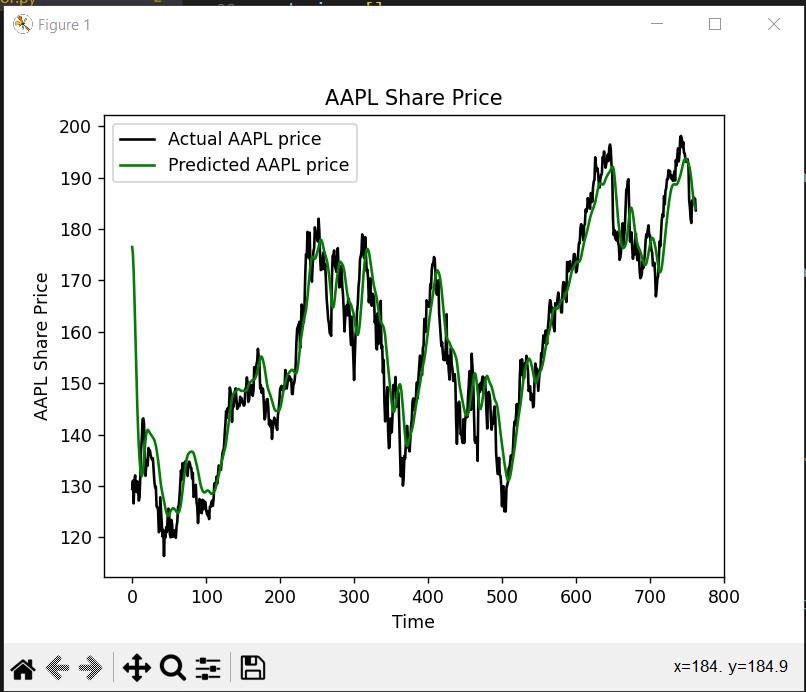 Figure 1
AAPL Share Price
Actual AAPL price
Predicted AAPL price
200
190
180
170
160
150
140
130
120
AAPL Share Price
0 100 200 300 400 500 600 700 800
Time
x=184. y=184.9